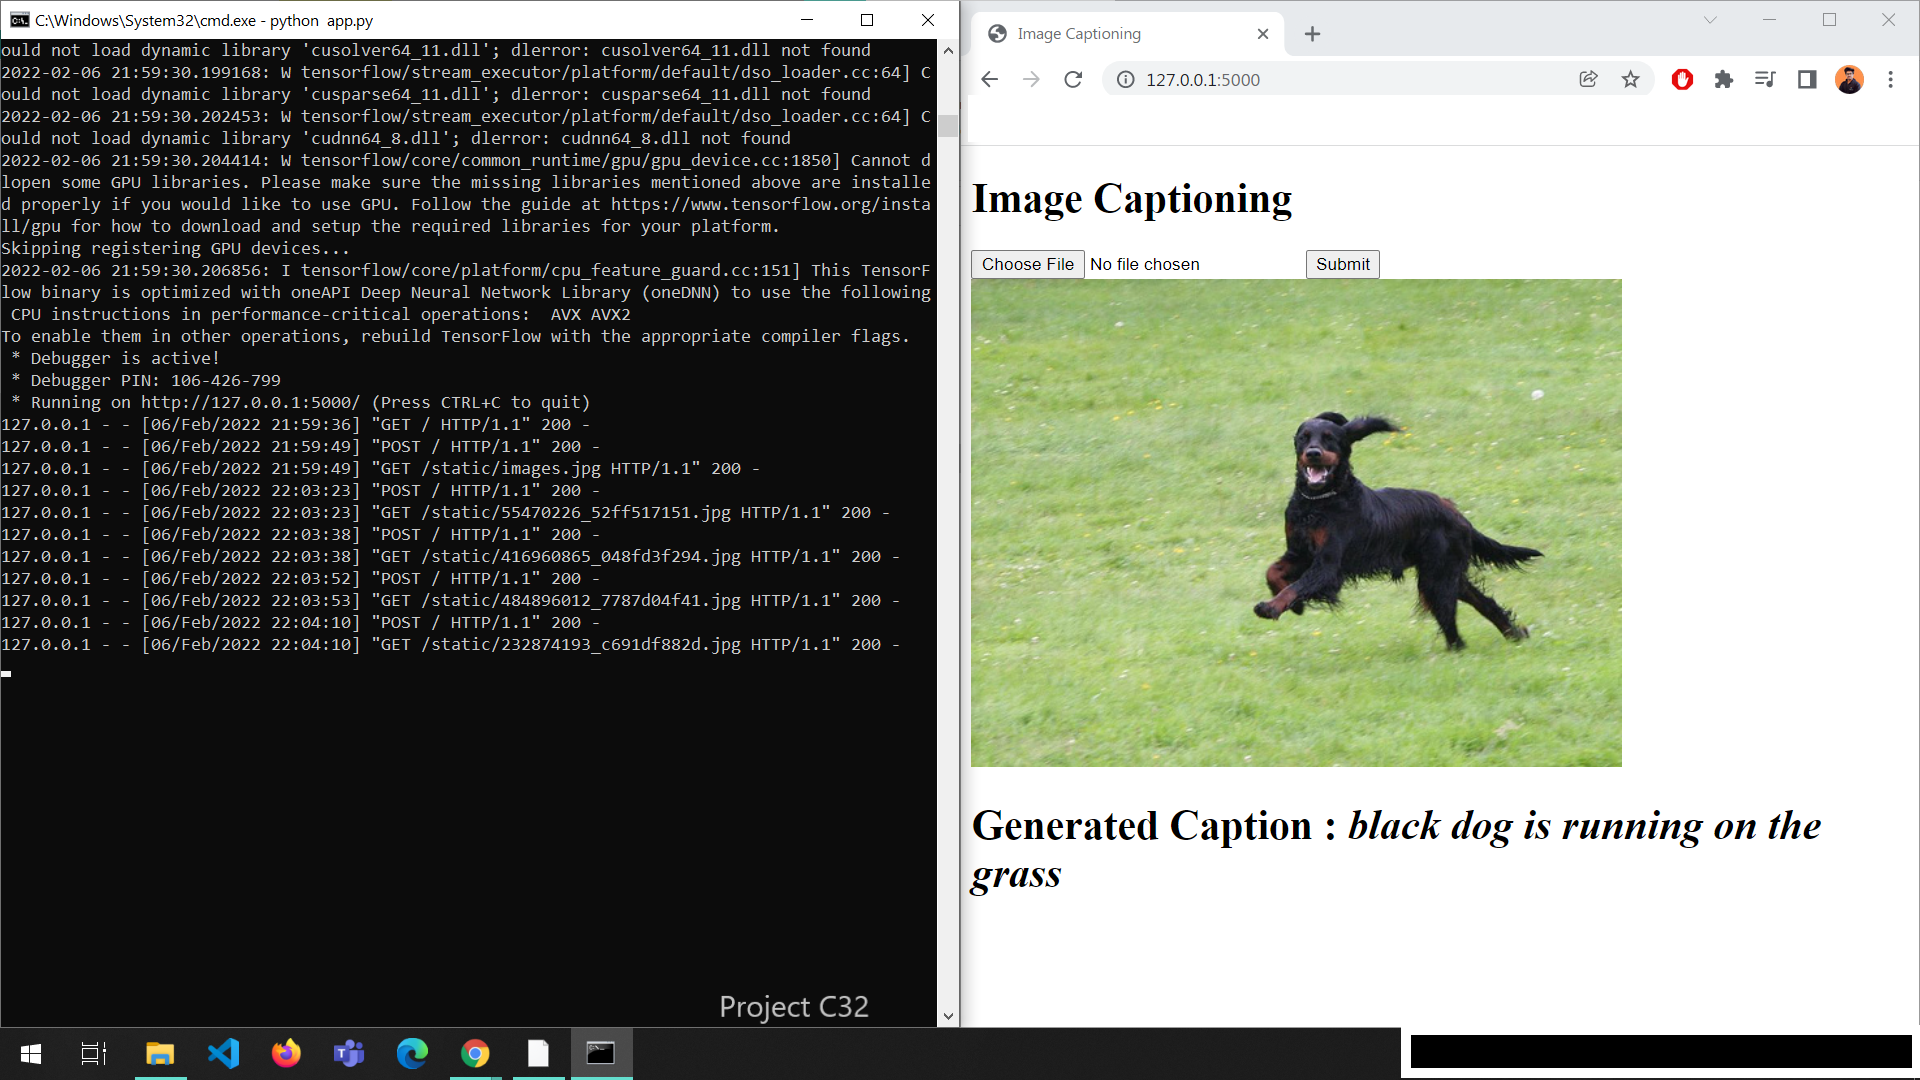 C:\Windows\System32\cmd.exe - python  app.py
ould not load dynamic library 'cusolver64_11.dll'; dlerror: cusolver64_11.dll not found
2022-02-06 21:59:30.199168: W tensorflow/stream_executor/platform/default/dso_loader.cc:64] C
ould not load dynamic library 'cusparse64_11.dll'; dlerror: cusparse64_11.dll not found
2022-02-06 21:59:30.202453: W tensorflow/stream_executor/platform/default/dso_loader.cc:64] C
ould not load dynamic library 'cudnn64_8.dll'; dlerror: cudnn64_8.dll not found
2022-02-06 21:59:30.204414: W tensorflow/core/common_runtime/gpu/gpu_device.cc:1850] Cannot d
lopen some GPU libraries. Please make sure the missing libraries mentioned above are installe
d properly if you would like to use GPU. Follow the guide at https://www.tensorflow.org/insta
ll/gpu for how to download and setup the required libraries for your platform.
Skipping registering GPU devices...
2022-02-06 21:59:30.206856: I tensorflow/core/platform/cpu_feature_guard.cc:151] This TensorF
low binary is optimized with oneAPI Deep Neural Network Library (oneDNN) to use the following
 CPU instructions in performance-critical operations:  AVX AVX2
To enable them in other operations, rebuild TensorFlow with the appropriate compiler flags.
 * Debugger is active!
 * Debugger PIN: 106-426-799
 * Running on http://127.0.0.1:5000/ (Press CTRL+C to quit)
127.0.0.1 - - [06/Feb/2022 21:59:36] "GET / HTTP/1.1" 200 -
127.0.0.1 - - [06/Feb/2022 21:59:49] "POST / HTTP/1.1" 200 -
127.0.0.1 - - [06/Feb/2022 21:59:49] "GET /static/images.jpg HTTP/1.1" 200 -
127.0.0.1 - - [06/Feb/2022 22:03:23] "POST / HTTP/1.1" 200 -
127.0.0.1 - - [06/Feb/2022 22:03:23] "GET /static/55470226_52ff517151.jpg HTTP/1.1" 200 -
127.0.0.1 - - [06/Feb/2022 22:03:38] "POST / HTTP/1.1" 200 -
127.0.0.1 - - [06/Feb/2022 22:03:38] "GET /static/416960865_048fd3f294.jpg HTTP/1.1" 200 -
127.0.0.1 - - [06/Feb/2022 22:03:52] "POST / HTTP/1.1" 200 -
127.0.0.1 - - [06/Feb/2022 22:03:53] "GET /static/484896012_7787d04f41.jpg HTTP/1.1" 200 -
127.0.0.1 - - [06/Feb/2022 22:04:10] "POST / HTTP/1.1" 200 -
127.0.0.1 - - [06/Feb/2022 22:04:10] "GET /static/232874193_c691df882d.jpg HTTP/1.1" 200 -
Project C32
Image Captioning
127.0.0.1:5000
Image Captioning
Choose File No file chosen Submit
Generated Caption : black dog is running on the
grass